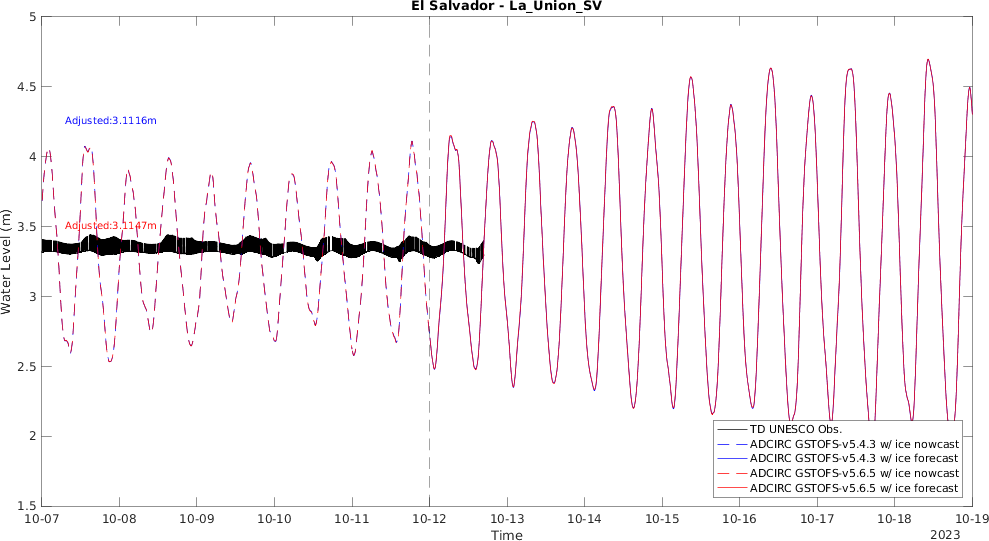 El Salvador - La_Union_SV
5
4.5
4
3.5
3
2.5
2
1.5
Water Level (m)
Adjusted:3.1116m
Adjusted:3.1147m
TD UNESCO Obs.
ADCIRC GSTOFS-v5.4.3 w/ ice nowcast
ADCIRC GSTOFS-v5.4.3 w/ ice forecast
ADCIRC GSTOFS-v5.6.5 w/ ice nowcast
ADCIRC GSTOFS-v5.6.5 w/ ice forecast
10-07 10-08 10-09 10-10 10-11 10-12 10-13 10-14 10-15 10-16 10-17 10-18 10-19
Time
2023